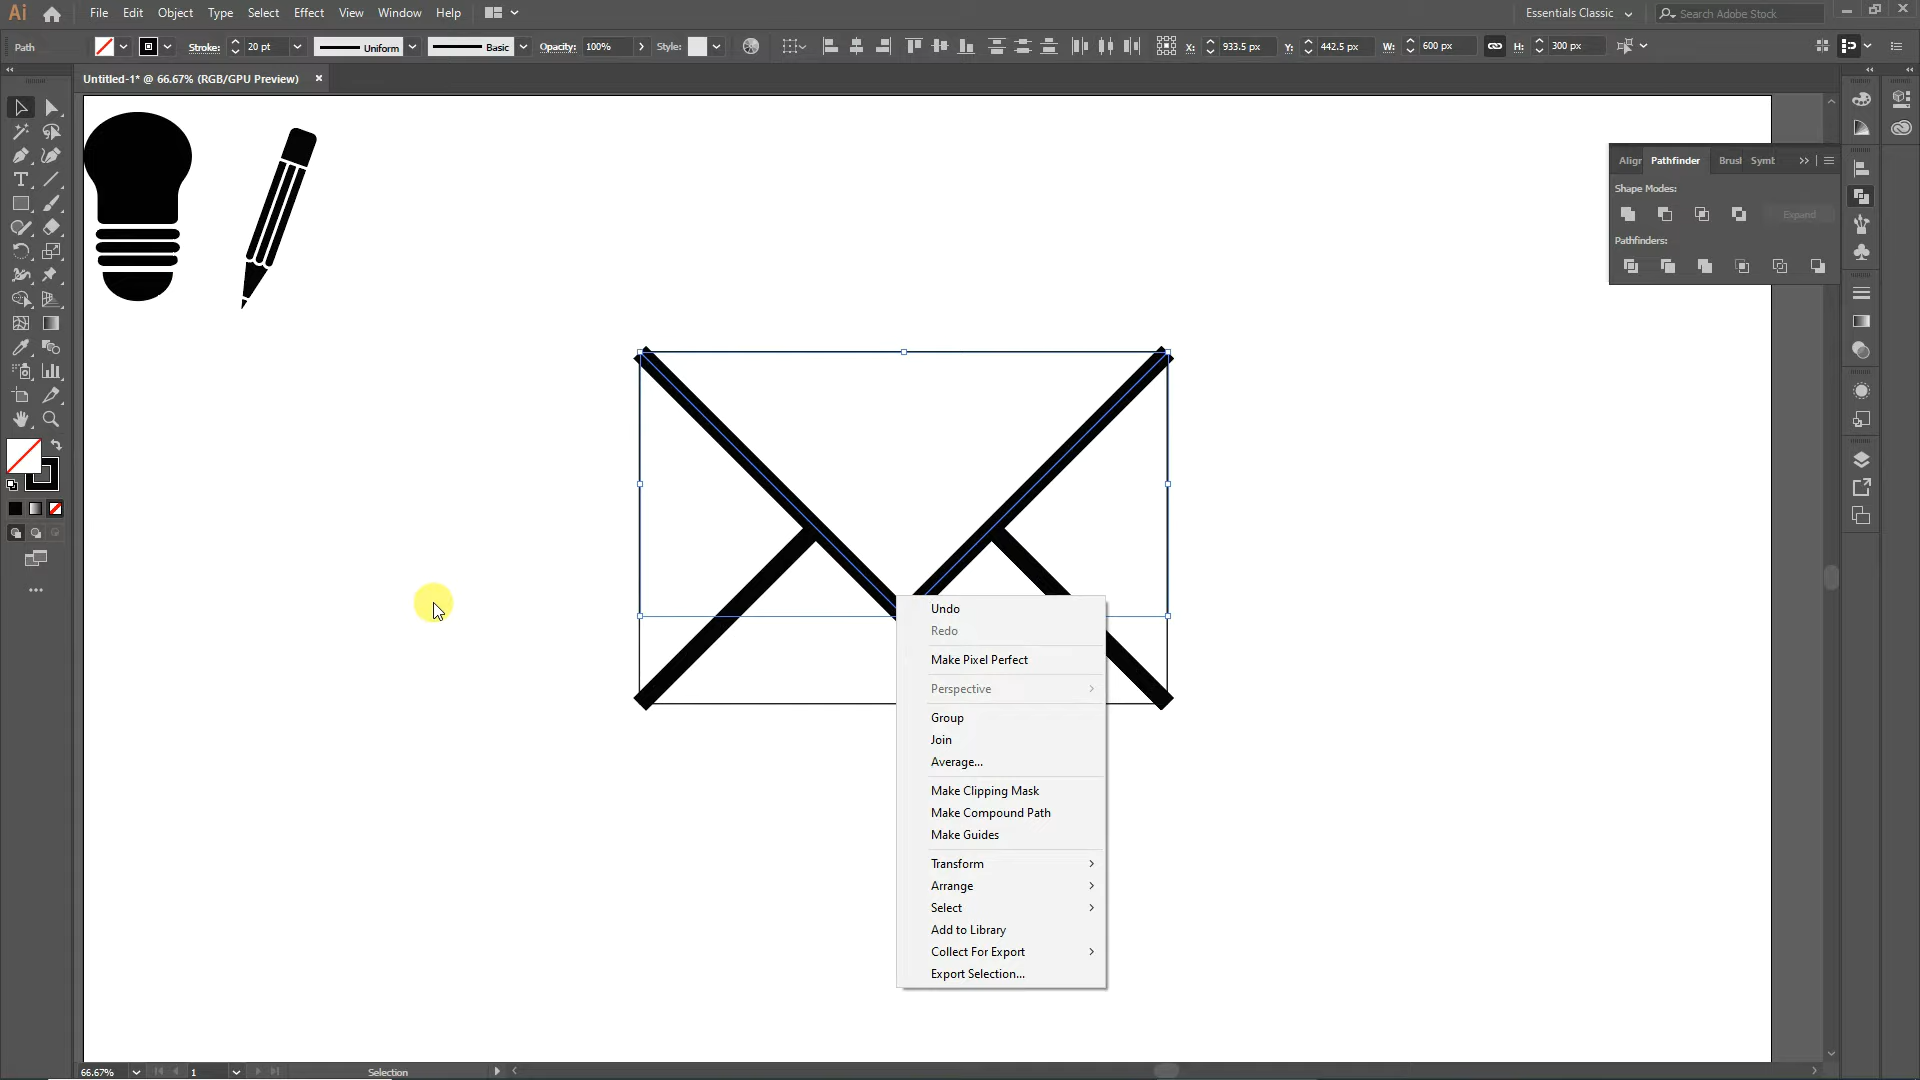 Ai File Edit Object Type Select Effect View Window Help Essentials Classic Search Adobe Stock
Path Stroke: 20 pt Uniform Basic Opacity: 100% Style: X: 933.5 px Y: 442.5 px W: 600 px H: 300 px
Untitled-1* @ 66.67% (RGB/GPU Preview)
Aligr Pathfinder Brusl Symt
Shape Modes:
Expand
Pathfinders:
Undo
Redo
Make Pixel Perfect
Perspective
Group
Join
Average...
Make Clipping Mask
Make Compound Path
Make Guides
Transform
Arrange
Select
Add to Library
Collect For Export
Export Selection...
66.67% 1 Selection